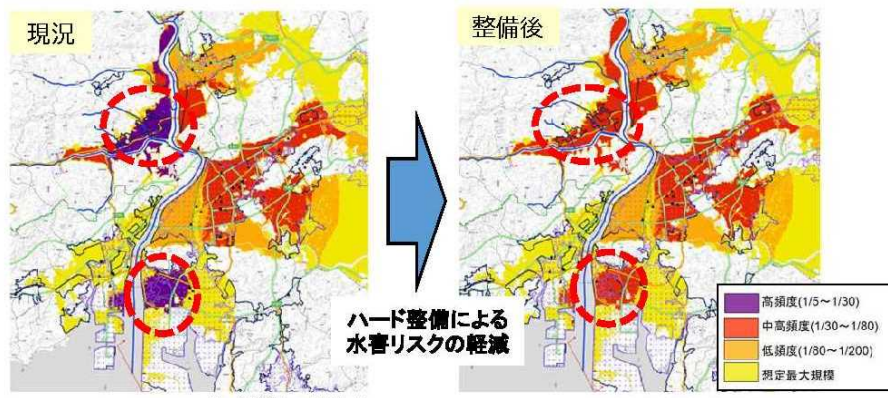 現況
整備後
ハード整備による
水害リスクの軽減
高頻度(1/5～1/30)
中高頻度(1/30～1/80)
低頻度(1/80～1/200)
想定最大規模